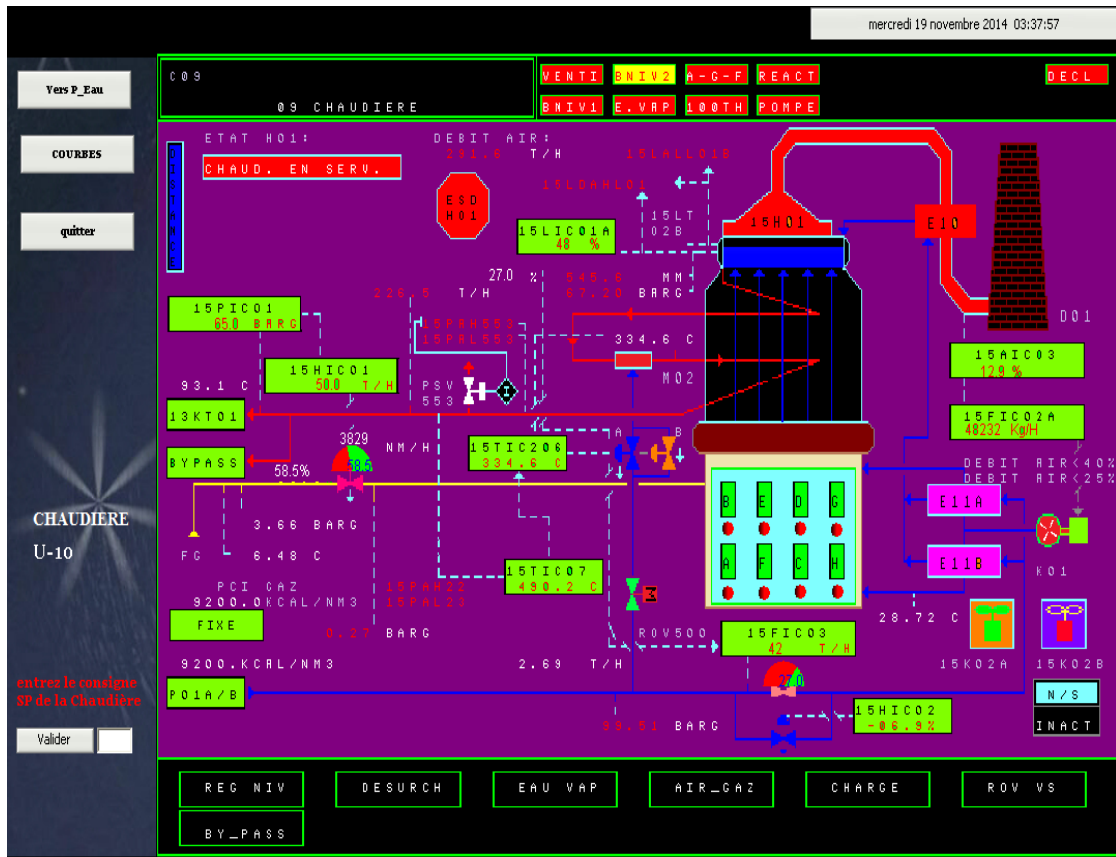 mercredi 19 novembre 2014 03:37:57
Vers P_Eau
COURBES
quitter
CHAUDIERE
U-10
entrez le consigne
SP de la Chaudière
Valider
C09
09 CHAUDIERE
VENTI BNIV2 A-G-F REACT DECL
BNIV1 E.VAP 100TH POMPE
DISTANCE
ETAT H01:
CHAUD. EN SERV.
DEBIT AIR:
291.6 T/H
ESD
H01
15LALL01B
15LDAHL01
15LT
02B
15LIC01A
48 %
15H01
E10
D01
27.0 %
545.6 MM
67.20 BARG
226.5 T/H
15PIC01
65.0 BARG
15PAH553
15PAL553
334.6 C
M02
15HIC01
50.0 T/H
PSV
553
I
93.1 C
13KT01
BYPASS
3829
NM/H
58.5
58.5%
15TIC206
334.6 C
A B
15AIC03
12.9 %
15FIC02A
48232 Kg/H
DEBIT AIR<40%
DEBIT AIR<25%
E11A
E11B
K01
B E D G
A F C H
FG
3.66 BARG
6.48 C
15TIC07
490.2 C
PCI GAZ
9200.0KCAL/NM3
15PAH22
15PAL23
FIXE
0.27 BARG
M
ROV500
15FIC03
42 T/H
28.72 C
15K02A 15K02B
9200.KCAL/NM3
2.69 T/H
P01A/B
98.51 BARG
15HIC02
-06.9%
N/S
INACT
REG NIV DESURCH EAU VAP AIR_GAZ CHARGE ROV VS
BY_PASS